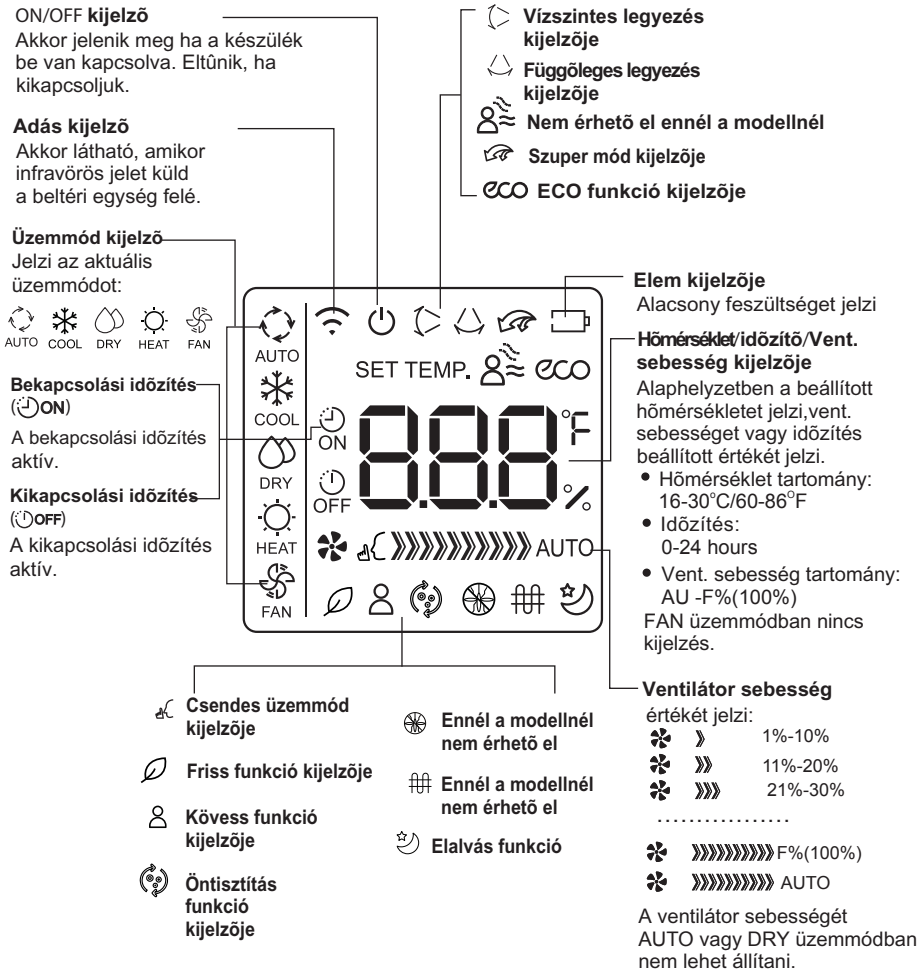 ON/OFF kijelzõ
Akkor jelenik meg ha a készülék
be van kapcsolva. Eltûnik, ha
kikapcsoljuk.
Adás kijelzõ
Akkor látható, amikor
infravörös jelet küld
a beltéri egység felé.
Üzemmód kijelzõ
Jelzi az aktuális
üzemmódot:
AUTO COOL DRY HEAT FAN
Bekapcsolási idõzítés
(ON)
A bekapcsolási idõzítés
aktív.
Kikapcsolási idõzítés
(OFF)
A kikapcsolási idõzítés
aktív.
Vízszintes legyezés
kijelzõje
Függõleges legyezés
kijelzõje
Nem érhetõ el ennél a modellnél
Szuper mód kijelzõje
eco ECO funkció kijelzõje
AUTO
COOL
DRY
HEAT
FAN
SET TEMP. eco
ON
OFF
8.8.8 °F
°%
AUTO
Elem kijelzõje
Alacsony feszültséget jelzi
Hõmérséklet/idõzítõ/Vent.
sebesség kijelzõje
Alaphelyzetben a beállított
hõmérsékletet jelzi,vent.
sebességet vagy idõzítés
beállított értékét jelzi.
• Hõmérséklet tartomány:
16-30°C/60-86°F
• Idõzítés:
0-24 hours
• Vent. sebesség tartomány:
AU -F%(100%)
FAN üzemmódban nincs
kijelzés.
Ventilátor sebesség
értékét jelzi:
1%-10%
11%-20%
21%-30%
.................
F%(100%)
AUTO
A ventilátor sebességét
AUTO vagy DRY üzemmódban
nem lehet állítani.
Csendes üzemmód
kijelzõje
Friss funkció kijelzõje
Kövess funkció
kijelzõje
Öntisztítás
funkció
kijelzõje
Ennél a modellnél
nem érhetõ el
Ennél a modellnél
nem érhetõ el
Elalvás funkció